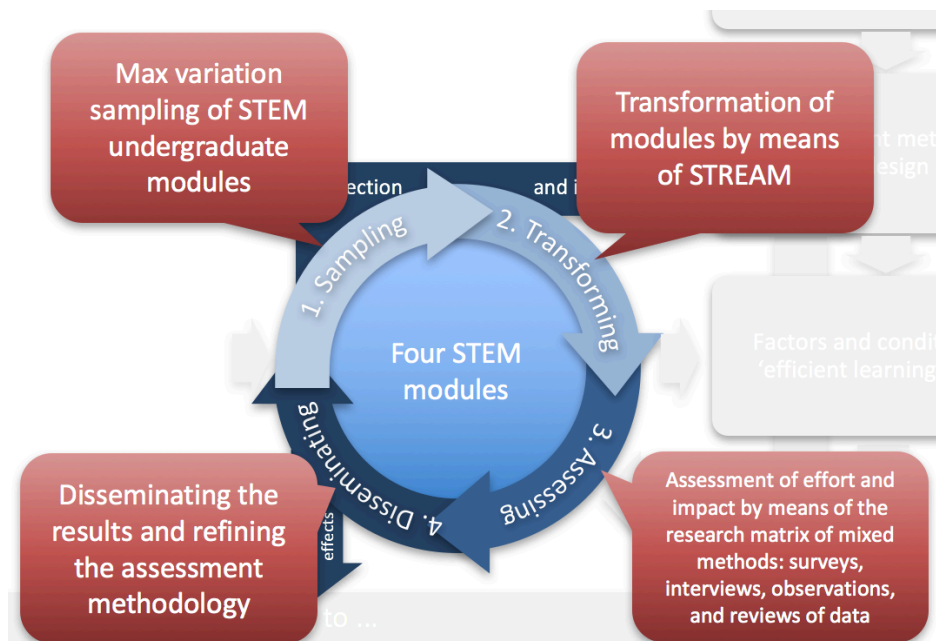 Max variation
sampling of STEM
undergraduate
modules
Transformation of
modules by means
of STREAM
ection
and i
nt met
esign
1. Sampling
2. Transforming
3. Assessing
4. Disseminating
Four STEM
modules
Factors and condit
‘efficient learning
Disseminating the
results and refining
the assessment
methodology
effects
Assessment of effort and
impact by means of the
research matrix of mixed
methods: surveys,
interviews, observations,
and reviews of data
to ...